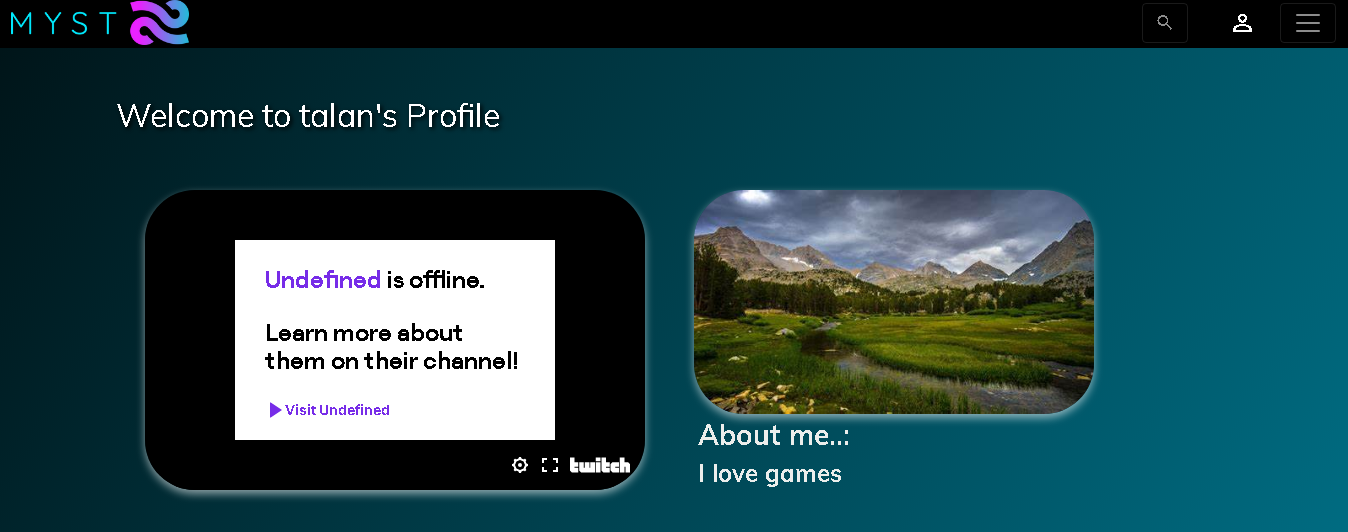 MYST
Welcome to talan's Profile
Undefined is offline.
Learn more about
them on their channel!
Visit Undefined
twitch
About me..:
I love games